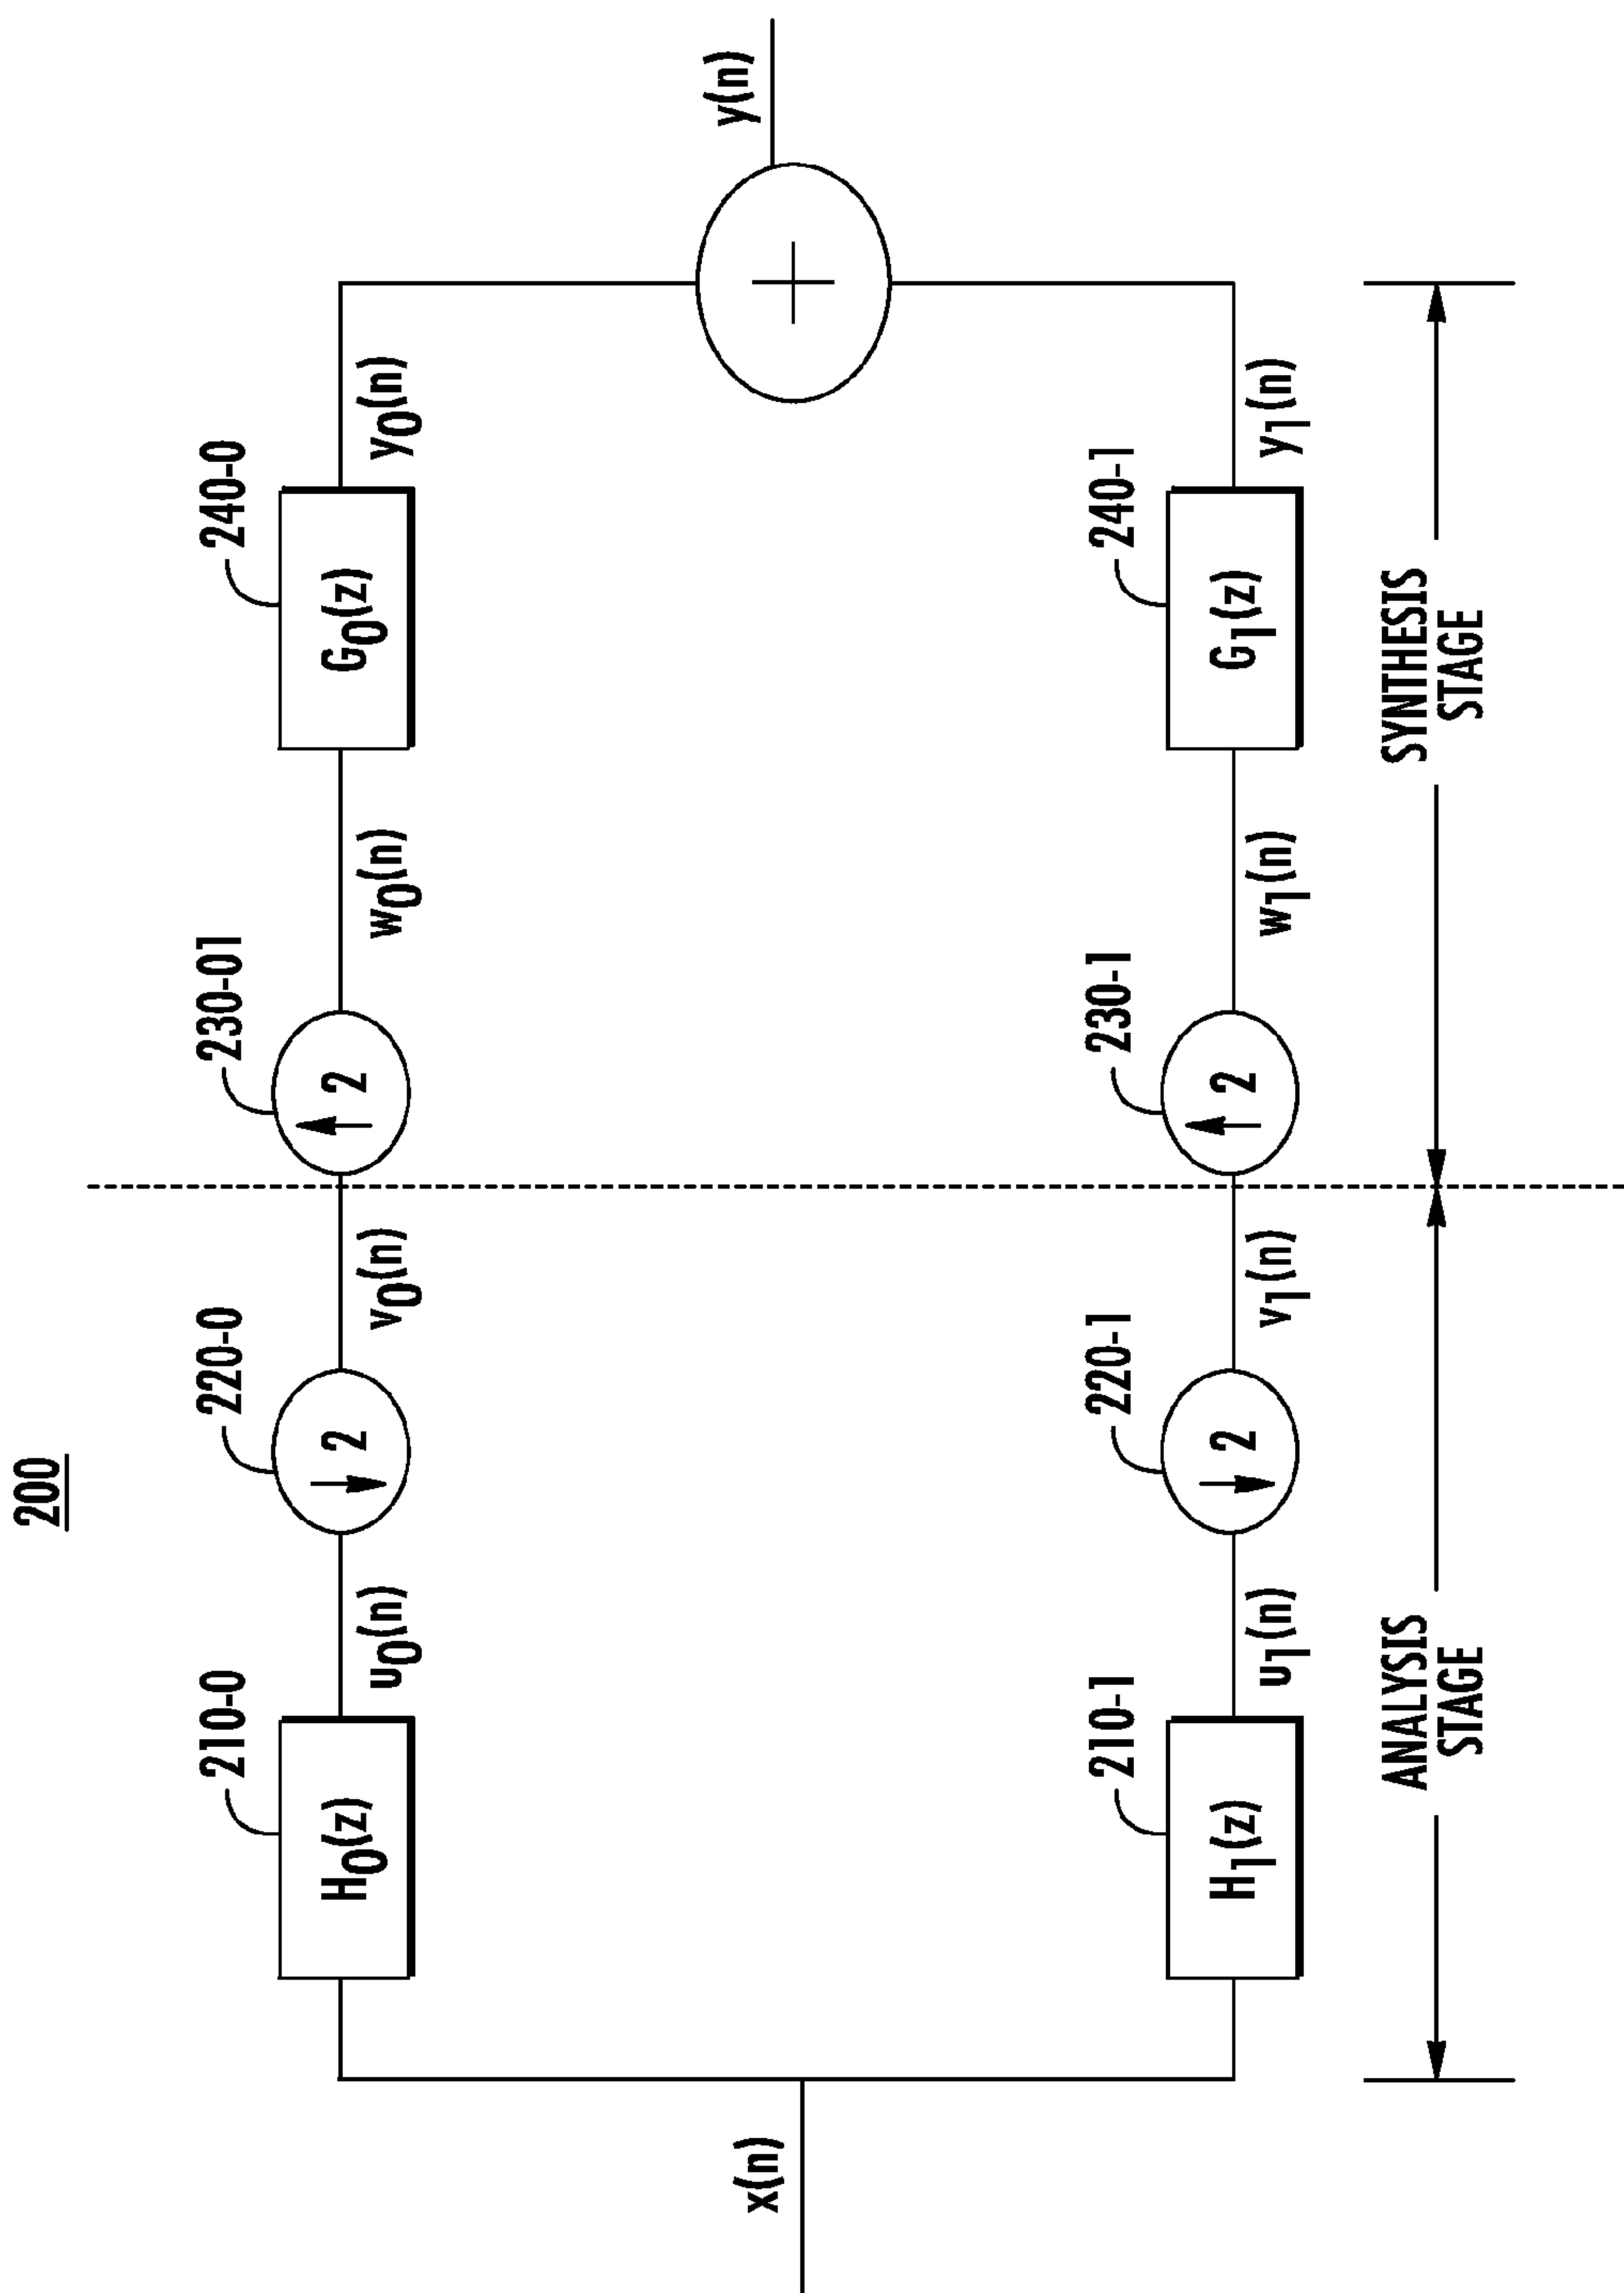 200
x(n)
210-0
H0(z)
u0(n)
220-0
2
v0(n)
230-01
2
w0(n)
240-0
G0(z)
y0(n)
y(n)
+
210-1
H1(z)
u1(n)
220-1
2
v1(n)
230-1
2
w1(n)
240-1
G1(z)
y1(n)
ANALYSIS
STAGE
SYNTHESIS
STAGE